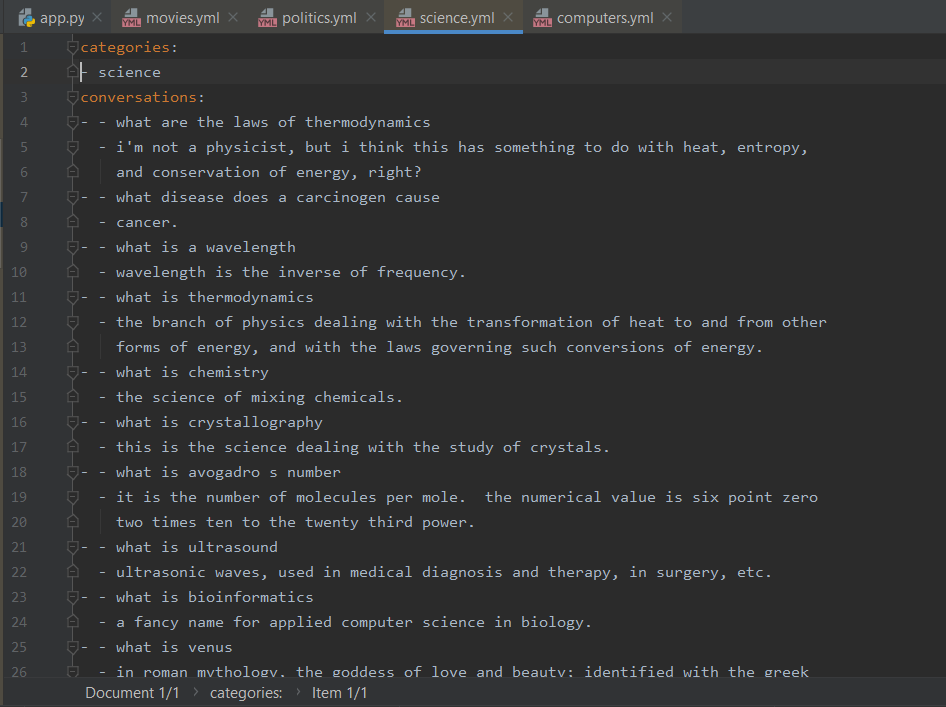 app.py movies.yml politics.yml science.yml computers.yml
1 categories:
2 - science
3 conversations:
4 - - what are the laws of thermodynamics
5 - i'm not a physicist, but i think this has something to do with heat, entropy,
6 and conservation of energy, right?
7 - - what disease does a carcinogen cause
8 - cancer.
9 - - what is a wavelength
10 - wavelength is the inverse of frequency.
11 - - what is thermodynamics
12 - the branch of physics dealing with the transformation of heat to and from other
13 forms of energy, and with the laws governing such conversions of energy.
14 - - what is chemistry
15 - the science of mixing chemicals.
16 - - what is crystallography
17 - this is the science dealing with the study of crystals.
18 - - what is avogadro s number
19 - it is the number of molecules per mole.  the numerical value is six point zero
20 two times ten to the twenty third power.
21 - - what is ultrasound
22 - ultrasonic waves, used in medical diagnosis and therapy, in surgery, etc.
23 - - what is bioinformatics
24 - a fancy name for applied computer science in biology.
25 - - what is venus
26 - in roman mythology, the goddess of love and beauty; identified with the greek
Document 1/1 › categories: › Item 1/1